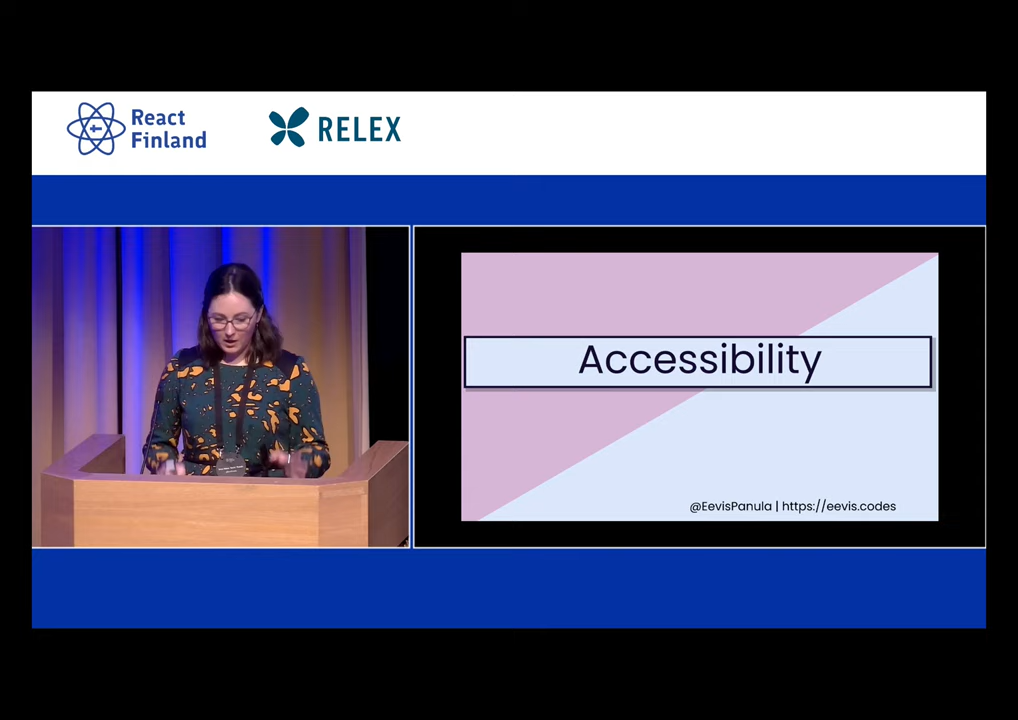 React
Finland
RELEX
Accessibility
@EevisPanula | https://eevis.codes